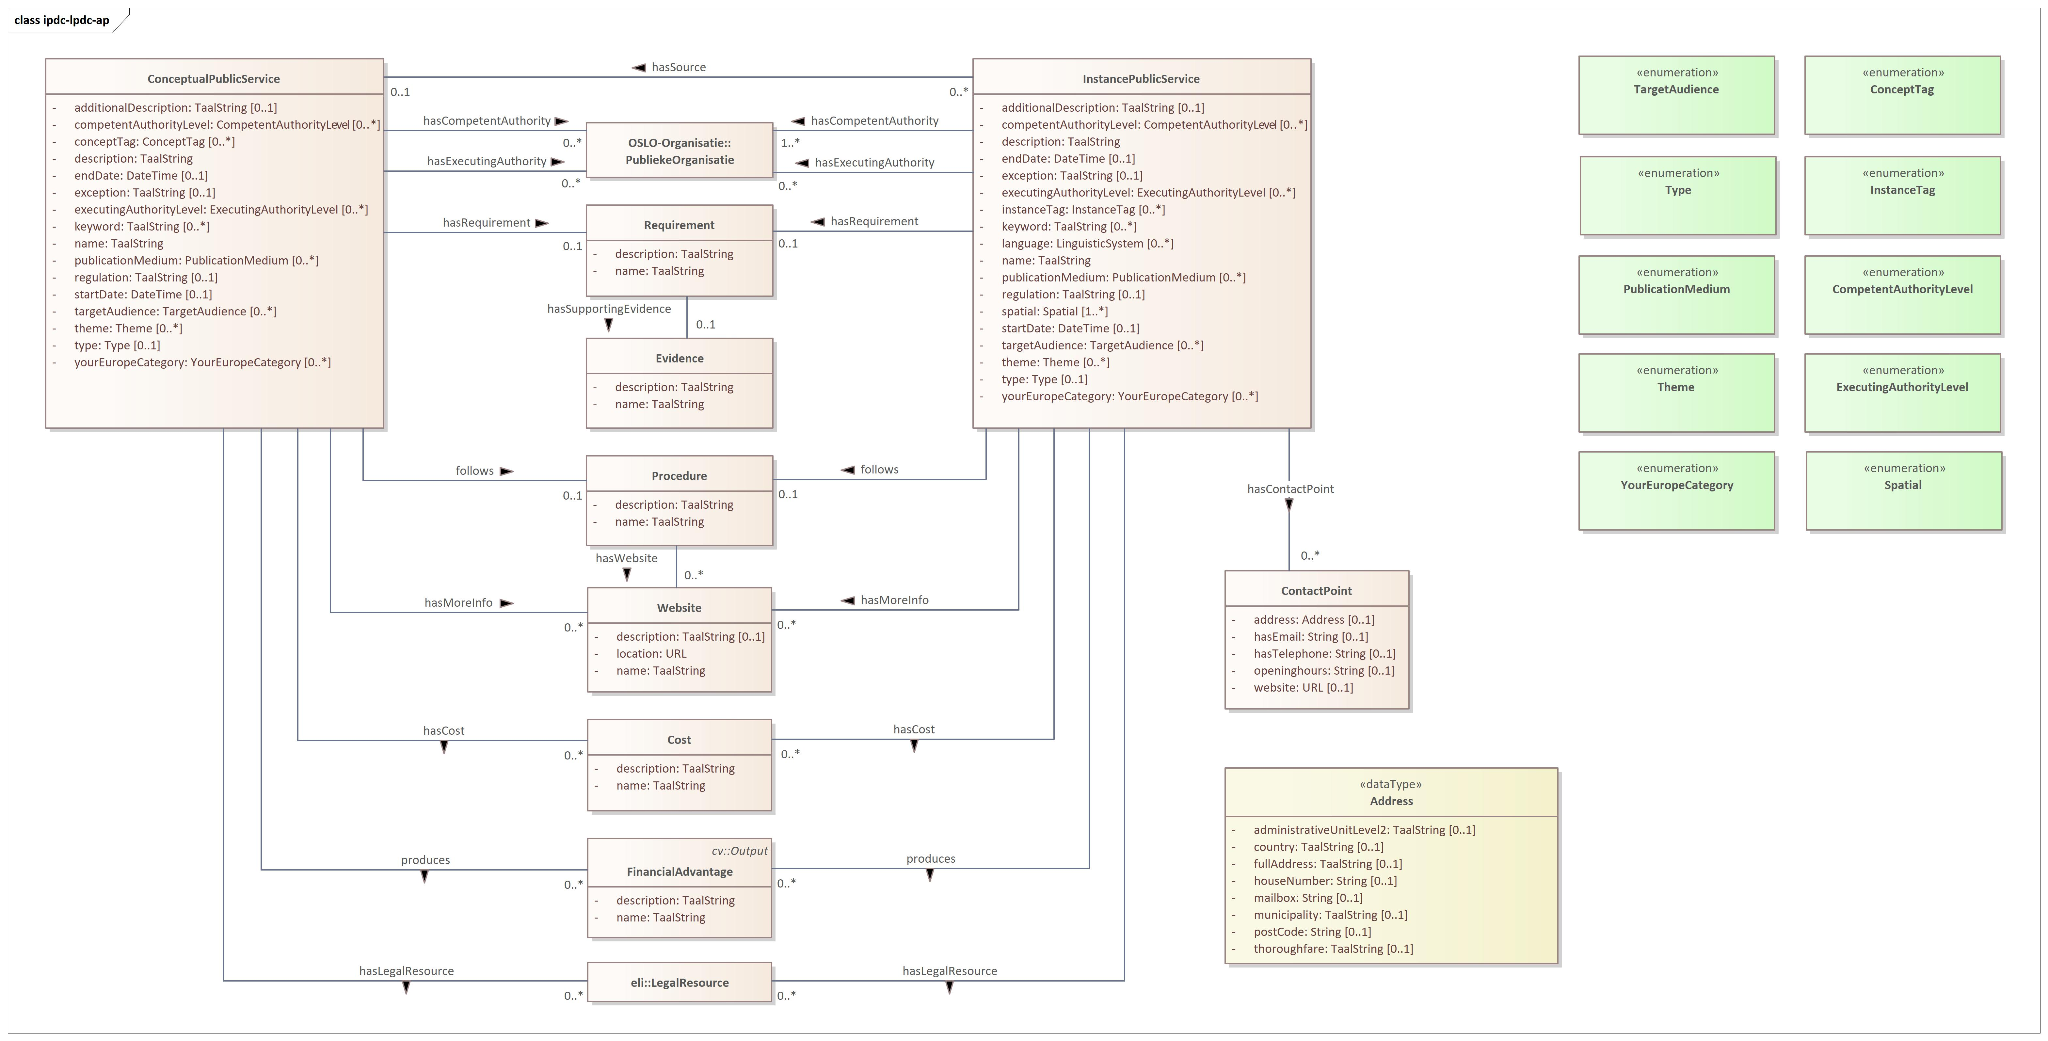 class ipdc-lpdc-ap
ConceptualPublicService
- additionalDescription: TaalString [0..1]
- competentAuthorityLevel: CompetentAuthorityLevel [0..*]
- conceptTag: ConceptTag [0..*]
- description: TaalString
- endDate: DateTime [0..1]
- exception: TaalString [0..1]
- executingAuthorityLevel: ExecutingAuthorityLevel [0..*]
- keyword: TaalString [0..*]
- name: TaalString
- publicationMedium: PublicationMedium [0..*]
- regulation: TaalString [0..1]
- startDate: DateTime [0..1]
- targetAudience: TargetAudience [0..*]
- theme: Theme [0..*]
- type: Type [0..1]
- yourEuropeCategory: YourEuropeCategory [0..*]
hasSource
0..1
0..*
hasCompetentAuthority
0..*
hasCompetentAuthority
1..*
OSLO-Organisatie::
PubliekeOrganisatie
hasExecutingAuthority
0..*
hasExecutingAuthority
0..*
hasRequirement
0..1
hasRequirement
0..1
Requirement
- description: TaalString
- name: TaalString
hasSupportingEvidence
0..1
Evidence
- description: TaalString
- name: TaalString
follows
0..1
follows
0..1
Procedure
- description: TaalString
- name: TaalString
hasWebsite
0..*
hasMoreInfo
0..*
hasMoreInfo
0..*
Website
- description: TaalString [0..1]
- location: URL
- name: TaalString
hasCost
0..*
hasCost
0..*
Cost
- description: TaalString
- name: TaalString
produces
0..*
produces
0..*
cv::Output
FinancialAdvantage
- description: TaalString
- name: TaalString
hasLegalResource
0..*
hasLegalResource
0..*
eli::LegalResource
InstancePublicService
- additionalDescription: TaalString [0..1]
- competentAuthorityLevel: CompetentAuthorityLevel [0..*]
- description: TaalString
- endDate: DateTime [0..1]
- exception: TaalString [0..1]
- executingAuthorityLevel: ExecutingAuthorityLevel [0..*]
- instanceTag: InstanceTag [0..*]
- keyword: TaalString [0..*]
- language: LinguisticSystem [0..*]
- name: TaalString
- publicationMedium: PublicationMedium [0..*]
- regulation: TaalString [0..1]
- spatial: Spatial [1..*]
- startDate: DateTime [0..1]
- targetAudience: TargetAudience [0..*]
- theme: Theme [0..*]
- type: Type [0..1]
- yourEuropeCategory: YourEuropeCategory [0..*]
hasContactPoint
0..*
ContactPoint
- address: Address [0..1]
- hasEmail: String [0..1]
- hasTelephone: String [0..1]
- openinghours: String [0..1]
- website: URL [0..1]
«dataType»
Address
- administrativeUnitLevel2: TaalString [0..1]
- country: TaalString [0..1]
- fullAddress: TaalString [0..1]
- houseNumber: String [0..1]
- mailbox: String [0..1]
- municipality: TaalString [0..1]
- postCode: String [0..1]
- thoroughfare: TaalString [0..1]
«enumeration»
TargetAudience
«enumeration»
ConceptTag
«enumeration»
Type
«enumeration»
InstanceTag
«enumeration»
PublicationMedium
«enumeration»
CompetentAuthorityLevel
«enumeration»
Theme
«enumeration»
ExecutingAuthorityLevel
«enumeration»
YourEuropeCategory
«enumeration»
Spatial